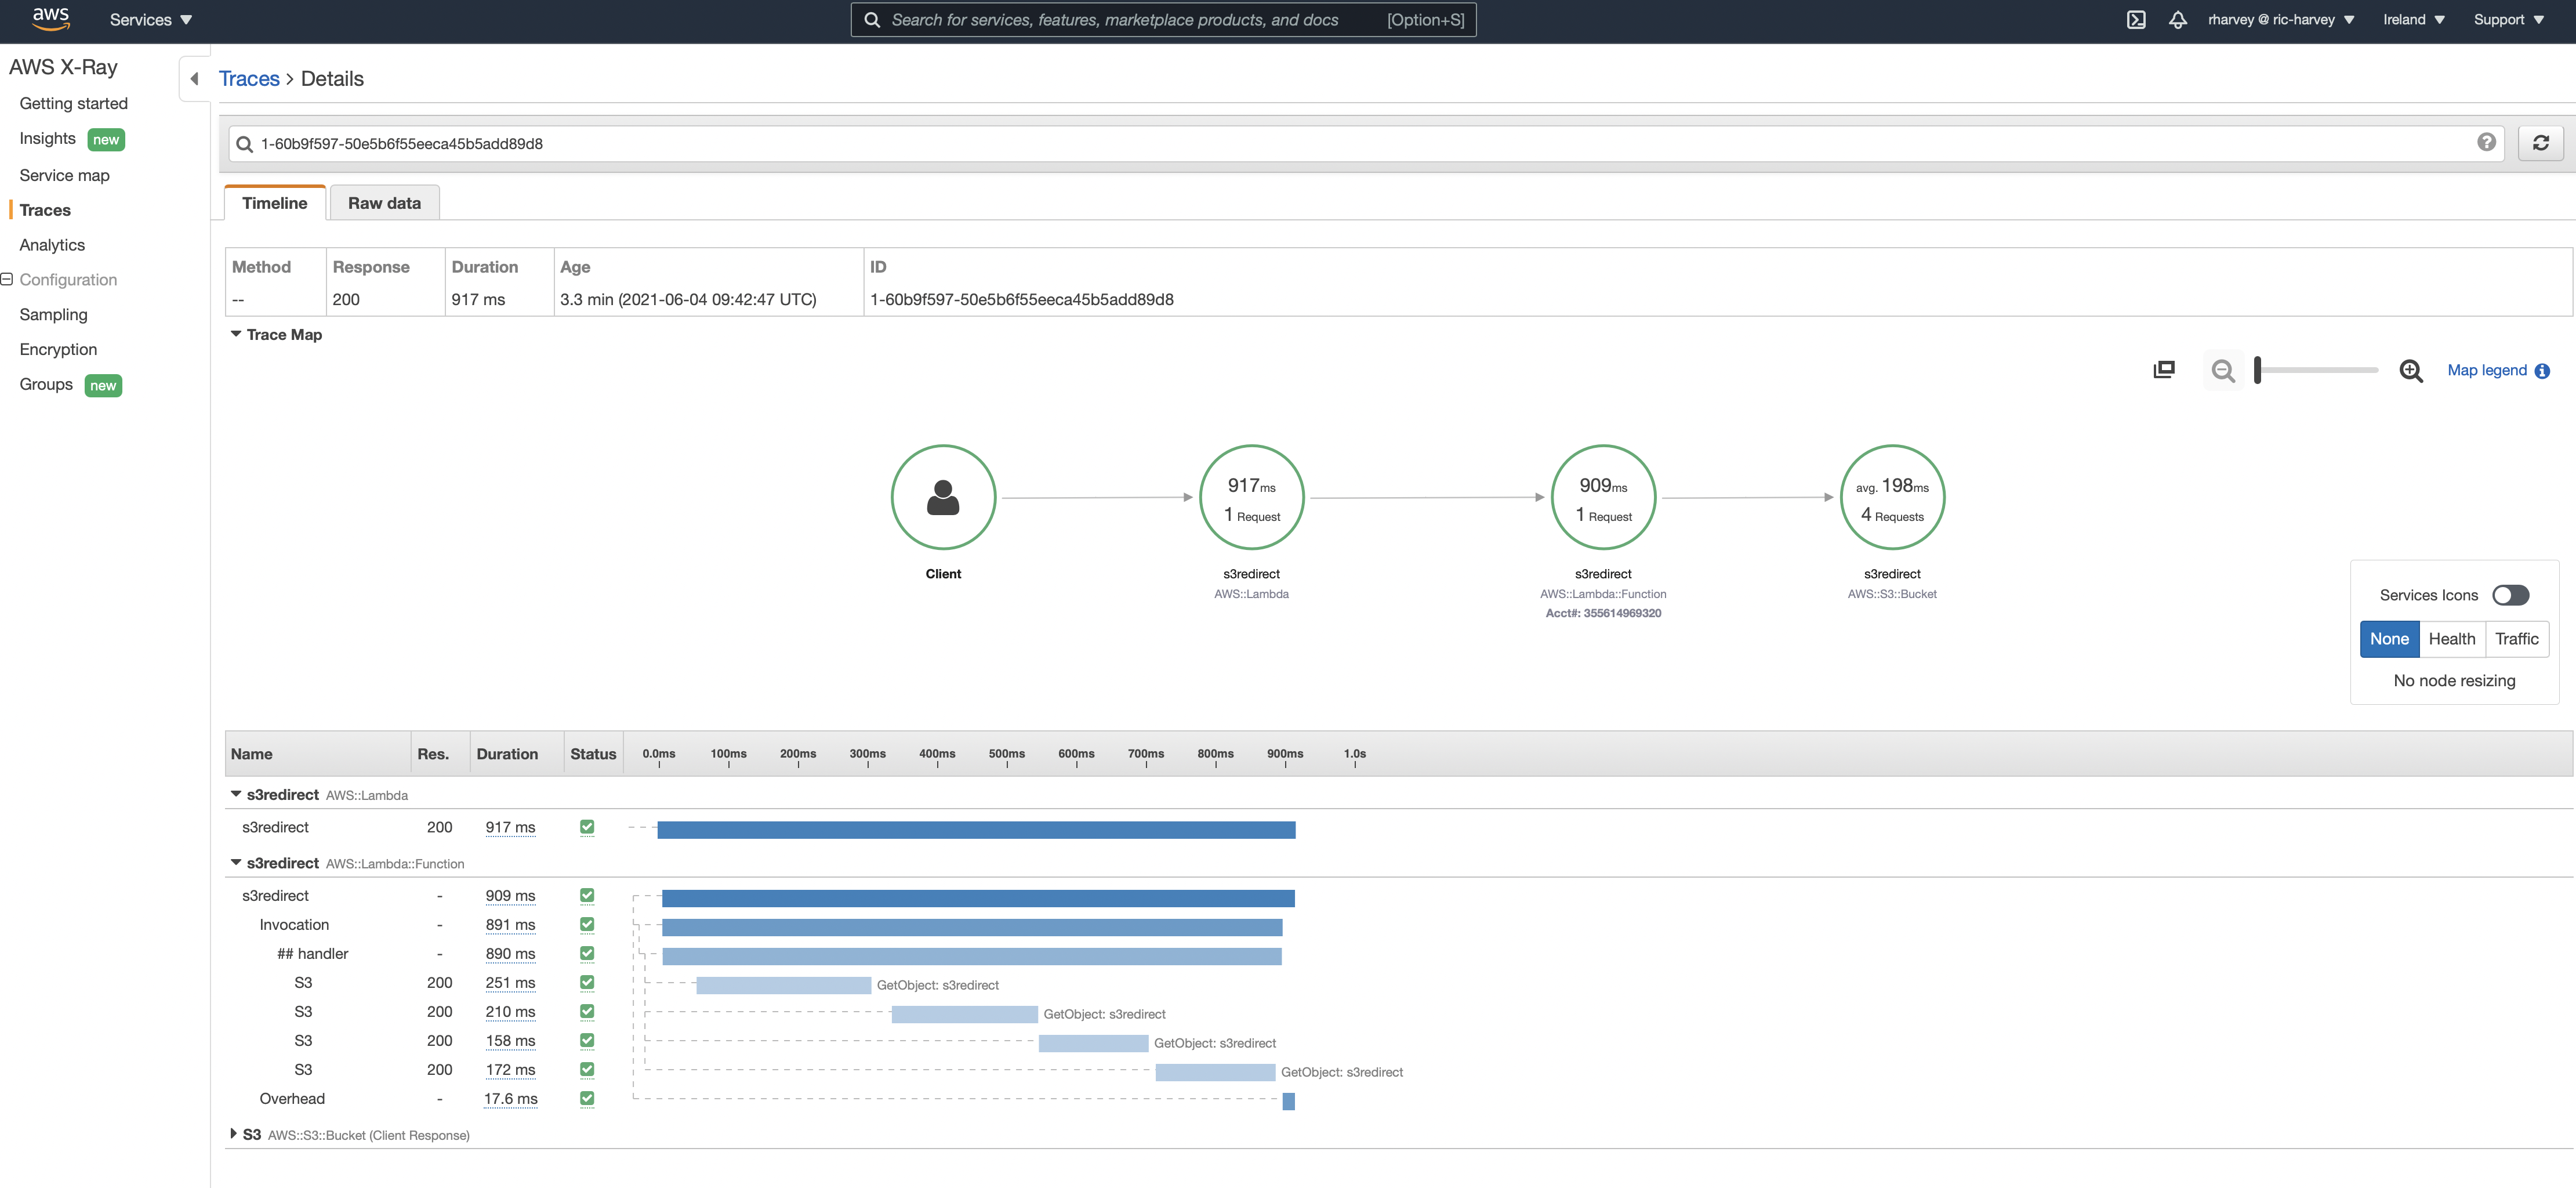 aws Services Search for services, features, marketplace products, and docs [Option+S] rharvey @ ric-harvey Ireland Support
AWS X-Ray
Getting started
Insights new
Service map
Traces
Analytics
Configuration
Sampling
Encryption
Groups new
Traces > Details
1-60b9f597-50e5b6f55eeca45b5add89d8
Timeline Raw data
Method Response Duration Age ID
-- 200 917 ms 3.3 min (2021-06-04 09:42:47 UTC) 1-60b9f597-50e5b6f55eeca45b5add89d8
Trace Map
Map legend
917ms 909ms avg. 198ms
1 Request 1 Request 4 Requests
Client s3redirect s3redirect s3redirect
AWS::Lambda AWS::Lambda::Function AWS::S3::Bucket
Acct#: 355614969320
Services Icons
None Health Traffic
No node resizing
Name Res. Duration Status 0.0ms 100ms 200ms 300ms 400ms 500ms 600ms 700ms 800ms 900ms 1.0s
s3redirect AWS::Lambda
s3redirect 200 917 ms
s3redirect AWS::Lambda::Function
s3redirect - 909 ms
Invocation - 891 ms
## handler - 890 ms
S3 200 251 ms GetObject: s3redirect
S3 200 210 ms GetObject: s3redirect
S3 200 158 ms GetObject: s3redirect
S3 200 172 ms GetObject: s3redirect
Overhead - 17.6 ms
S3 AWS::S3::Bucket (Client Response)